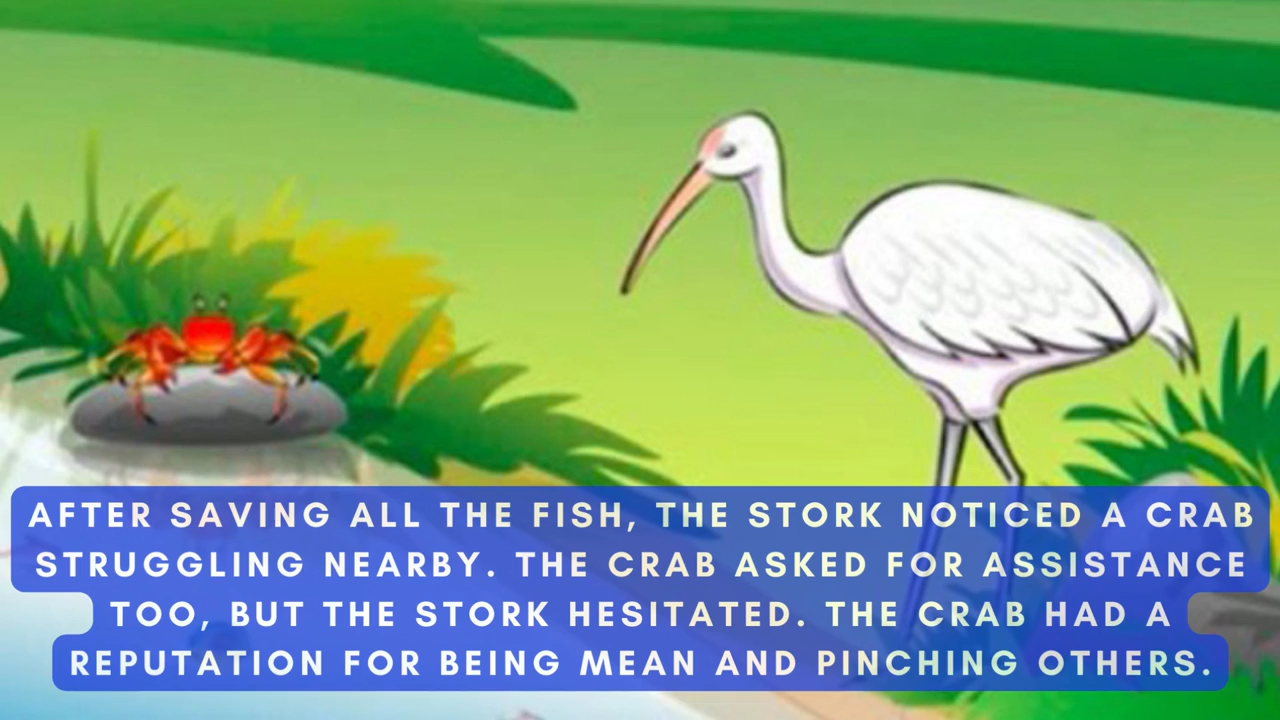 AFTER SAVING ALL THE FISH, THE STORK NOTICED A CRAB
STRUGGLING NEARBY. THE CRAB ASKED FOR ASSISTANCE
TOO, BUT THE STORK HESITATED. THE CRAB HAD A
REPUTATION FOR BEING MEAN AND PINCHING OTHERS.